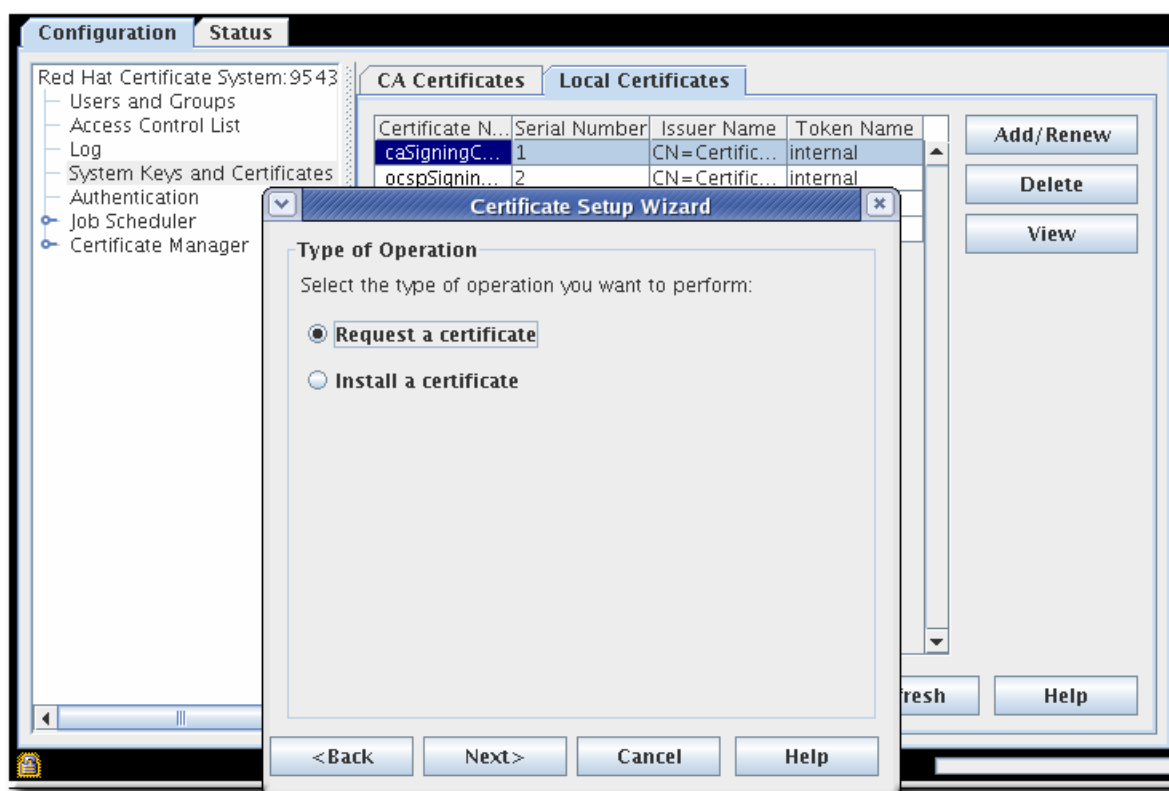 Configuration Status
Red Hat Certificate System:9543
Users and Groups
Access Control List
Log
System Keys and Certificates
Authentication
Job Scheduler
Certificate Manager
CA Certificates Local Certificates
Certificate N... Serial Number Issuer Name Token Name
caSigningC... 1 CN=Certific... internal
ocspSignin... 2 CN=Certific... internal
Add/Renew
Delete
View
Certificate Setup Wizard
Type of Operation
Select the type of operation you want to perform:
Request a certificate
Install a certificate
<Back Next> Cancel Help
fresh Help